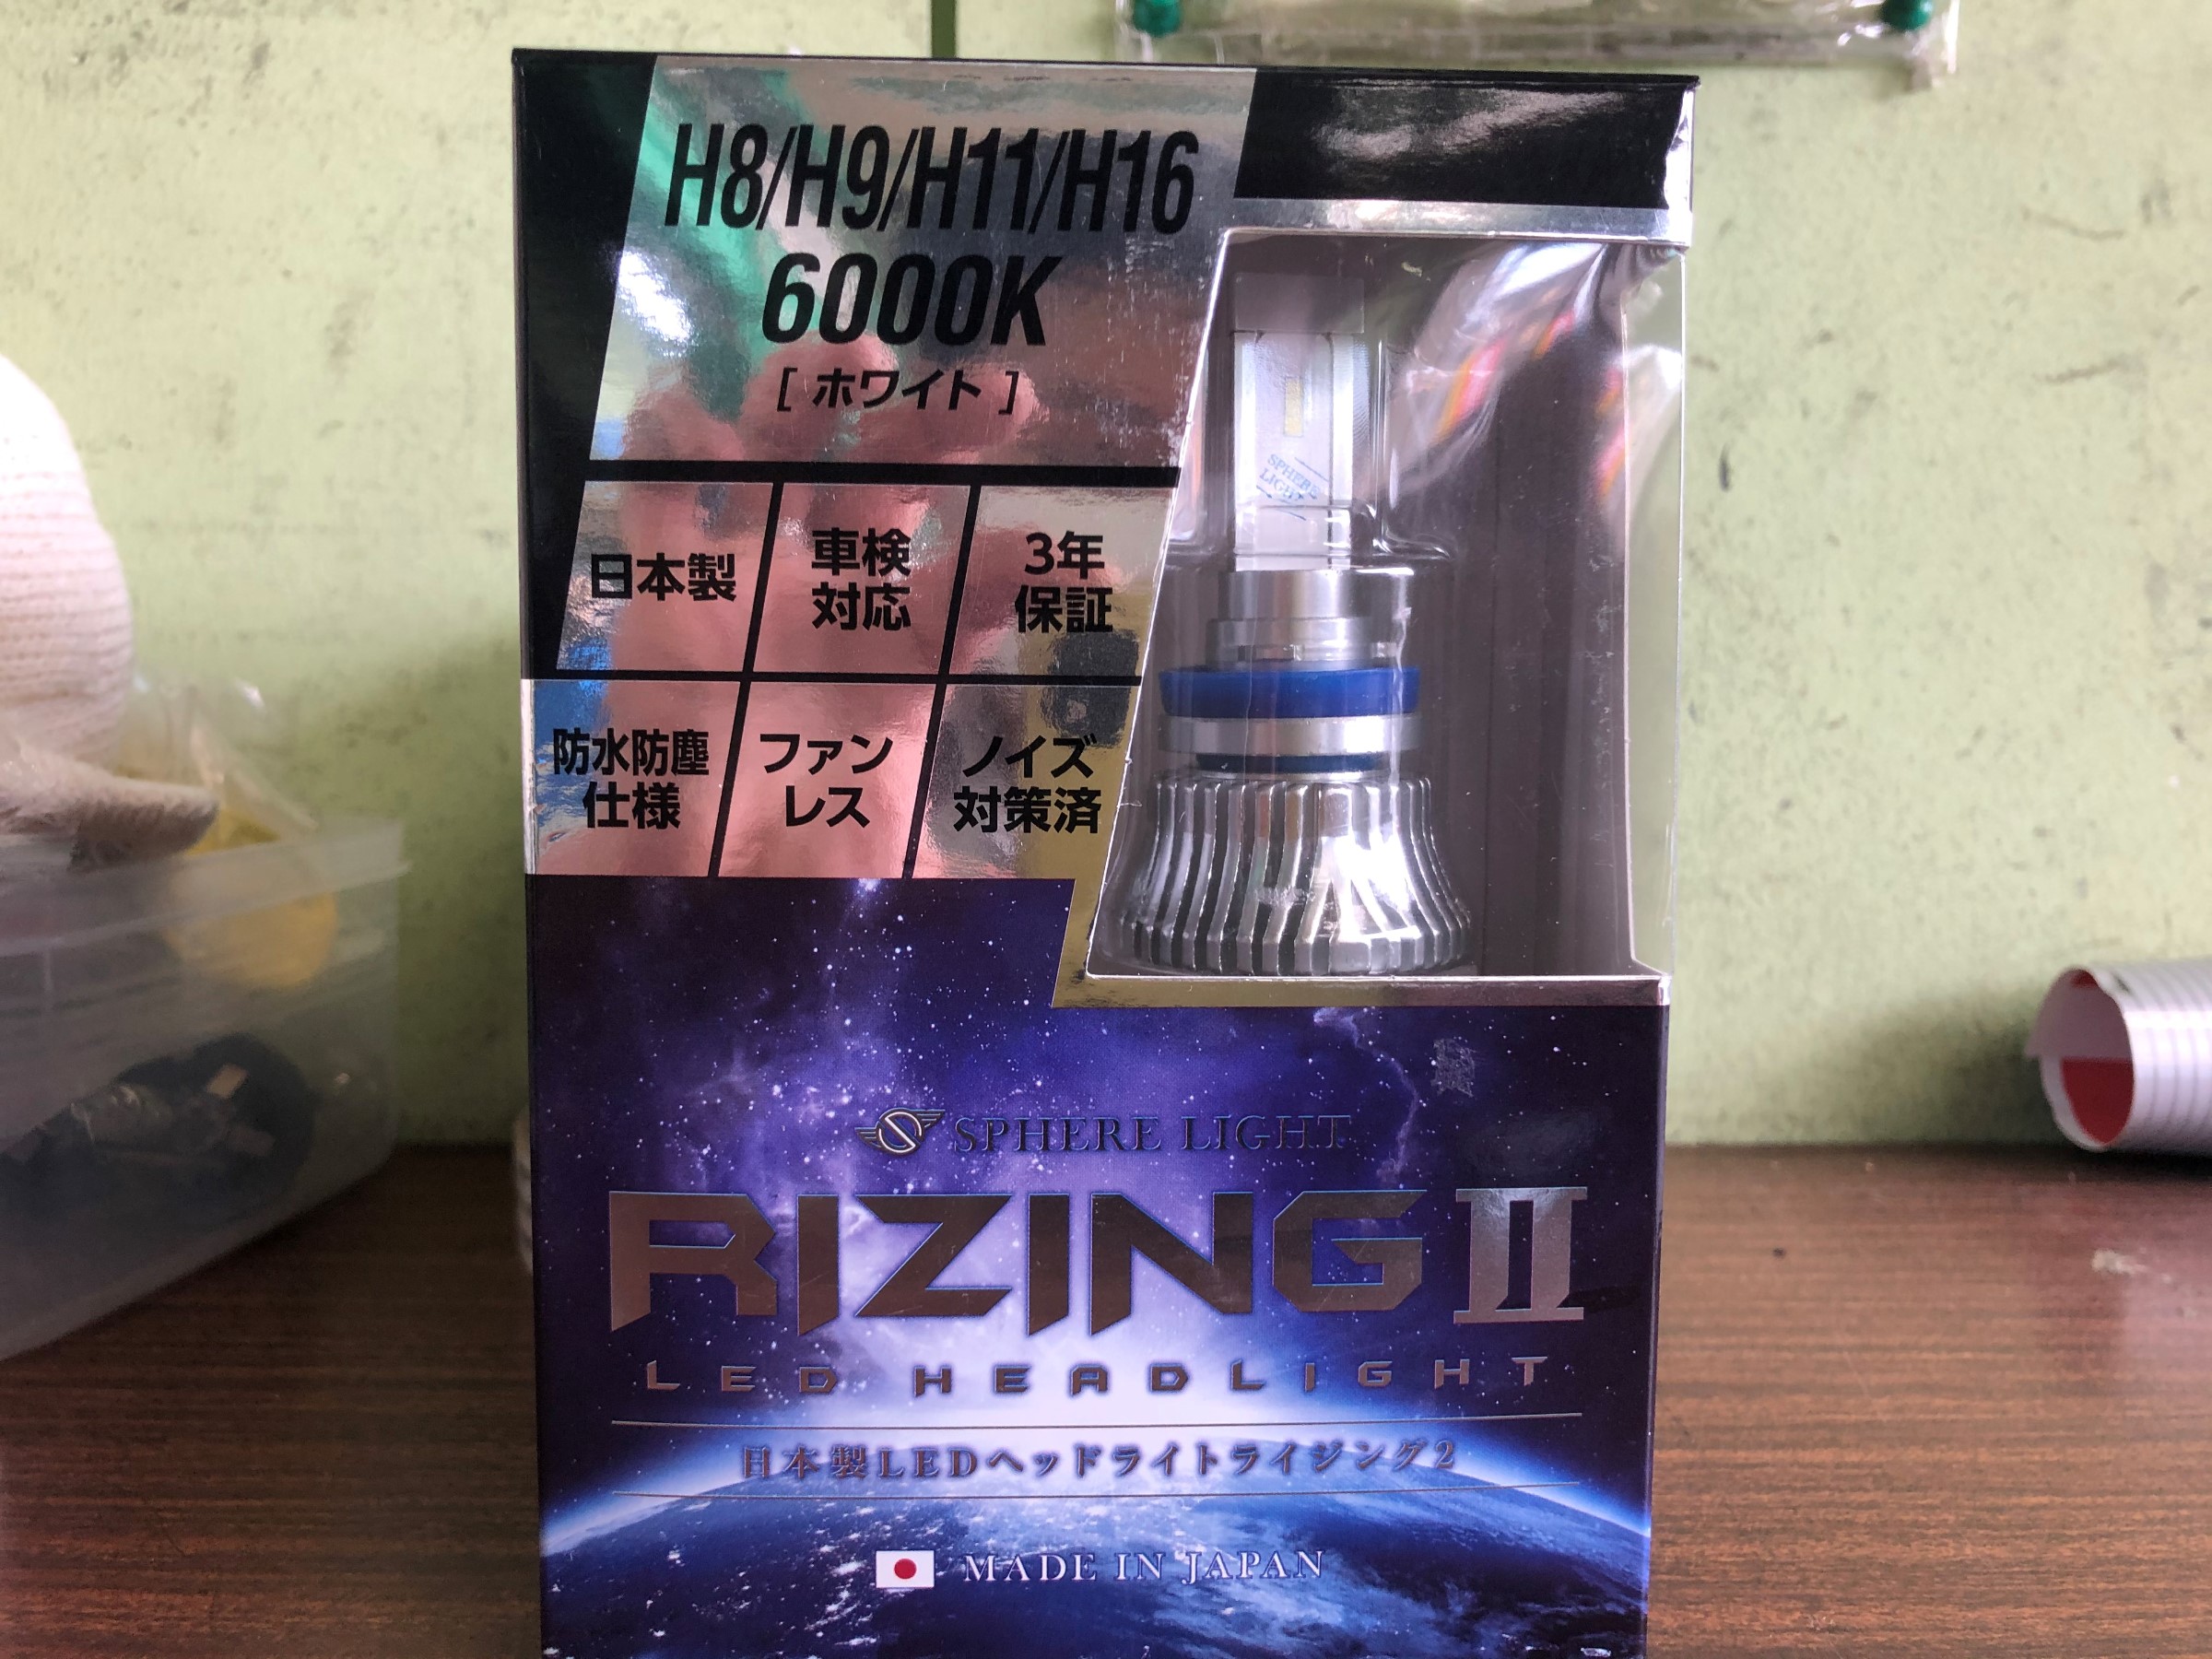 H8/H9/H11/H16
6000K
[ ホワイト ]
日本製
車検
対応
3年
保証
防水防塵
仕様
ファン
レス
ノイズ
対策済
SPHERE
LIGHT
SPHERE LIGHT
RIZING II
LED HEADLIGHT
日本製LEDヘッドライトライジング2
MADE IN JAPAN